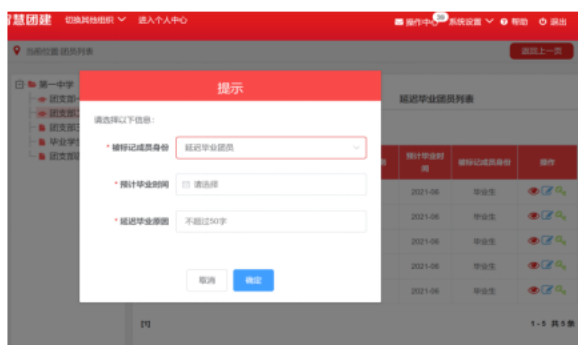 智慧团建 切换其他组织 进入个人中心 操作中心 39 系统设置 帮助 退出
当前位置:团员列表 返回上一页
提示
请选择以下信息:
* 被标记成员身份 延迟毕业团员
* 预计毕业时间 请选择
* 延迟毕业原因 不超过50字
取消 确定
第一中学
团支部
团支部二
团支部三
毕业学
团支部
延迟毕业团员列表
预计毕业时间 被标记成员身份 操作
2021-06 毕业生
2021-06 毕业生
2021-06 毕业生
2021-06 毕业生
2021-06 毕业生
[1] 1-5 共5条